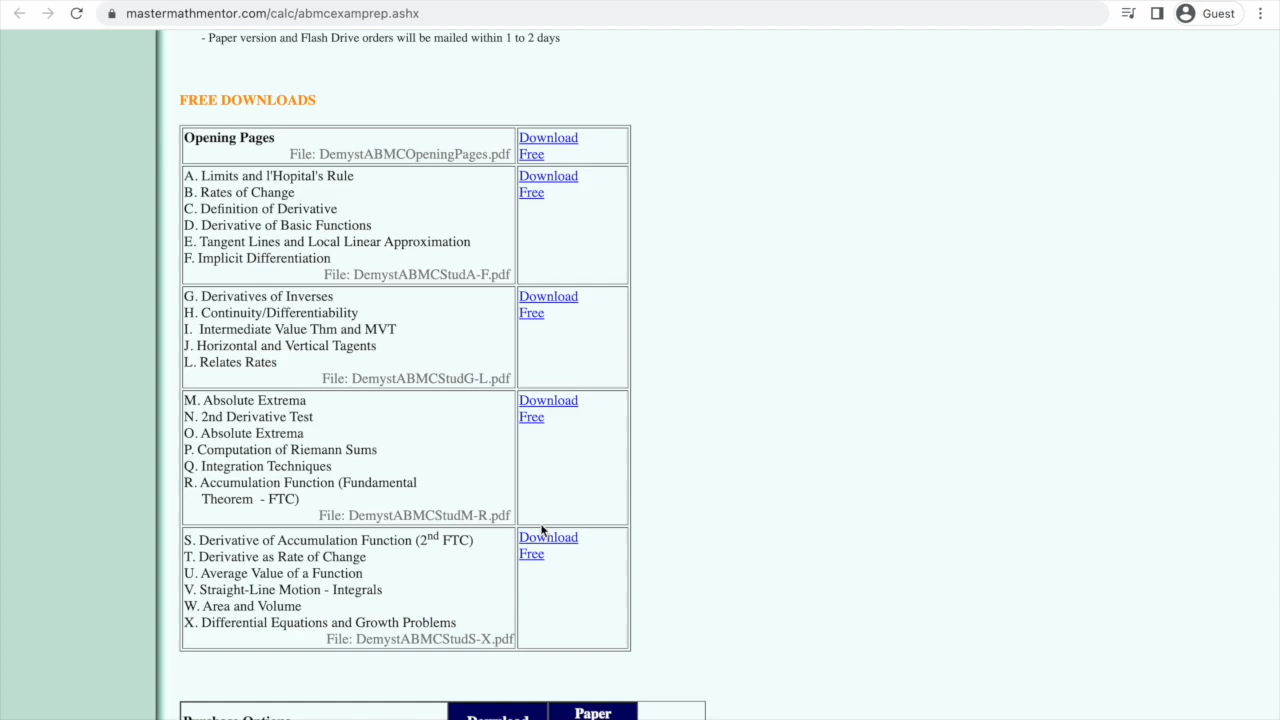 mastermathmentor.com/calc/abmcexamprep.ashx
Guest
- Paper version and Flash Drive orders will be mailed within 1 to 2 days
FREE DOWNLOADS
Opening Pages
File: DemystABMCOpeningPages.pdf
Download
Free
A. Limits and l'Hopital's Rule
B. Rates of Change
C. Definition of Derivative
D. Derivative of Basic Functions
E. Tangent Lines and Local Linear Approximation
F. Implicit Differentiation
File: DemystABMCStudA-F.pdf
Download
Free
G. Derivatives of Inverses
H. Continuity/Differentiability
I. Intermediate Value Thm and MVT
J. Horizontal and Vertical Tagents
L. Relates Rates
File: DemystABMCStudG-L.pdf
Download
Free
M. Absolute Extrema
N. 2nd Derivative Test
O. Absolute Extrema
P. Computation of Riemann Sums
Q. Integration Techniques
R. Accumulation Function (Fundamental
Theorem - FTC)
File: DemystABMCStudM-R.pdf
Download
Free
S. Derivative of Accumulation Function (2nd FTC)
T. Derivative as Rate of Change
U. Average Value of a Function
V. Straight-Line Motion - Integrals
W. Area and Volume
X. Differential Equations and Growth Problems
File: DemystABMCStudS-X.pdf
Download
Free
Purchase Options
Download
Paper